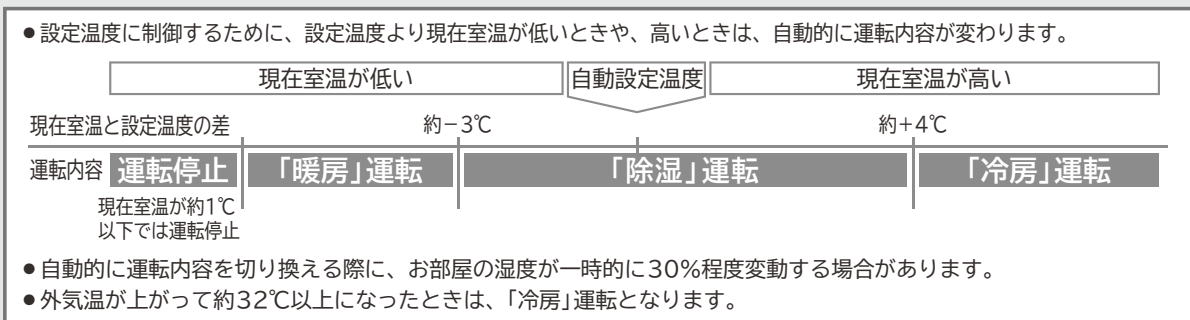 ●設定温度に制御するために、設定温度より現在室温が低いときや、高いときは、自動的に運転内容が変わります。
現在室温が低い 自動設定温度 現在室温が高い
現在室温と設定温度の差 約−3℃ 約+4℃
運転内容 運転停止 「暖房」運転 「除湿」運転 「冷房」運転
現在室温が約1℃
以下では運転停止
●自動的に運転内容を切り換える際に、お部屋の湿度が一時的に30%程度変動する場合があります。
●外気温が上がって約32℃以上になったときは、「冷房」運転となります。